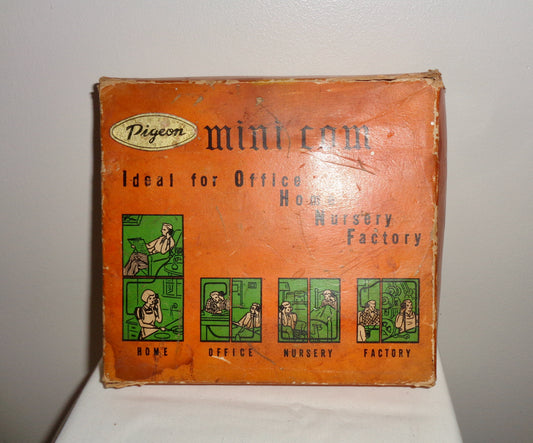 Pigeon
mini com
Ideal for Office
Home
Nursery
Factory
HOME OFFICE NURSERY FACTORY